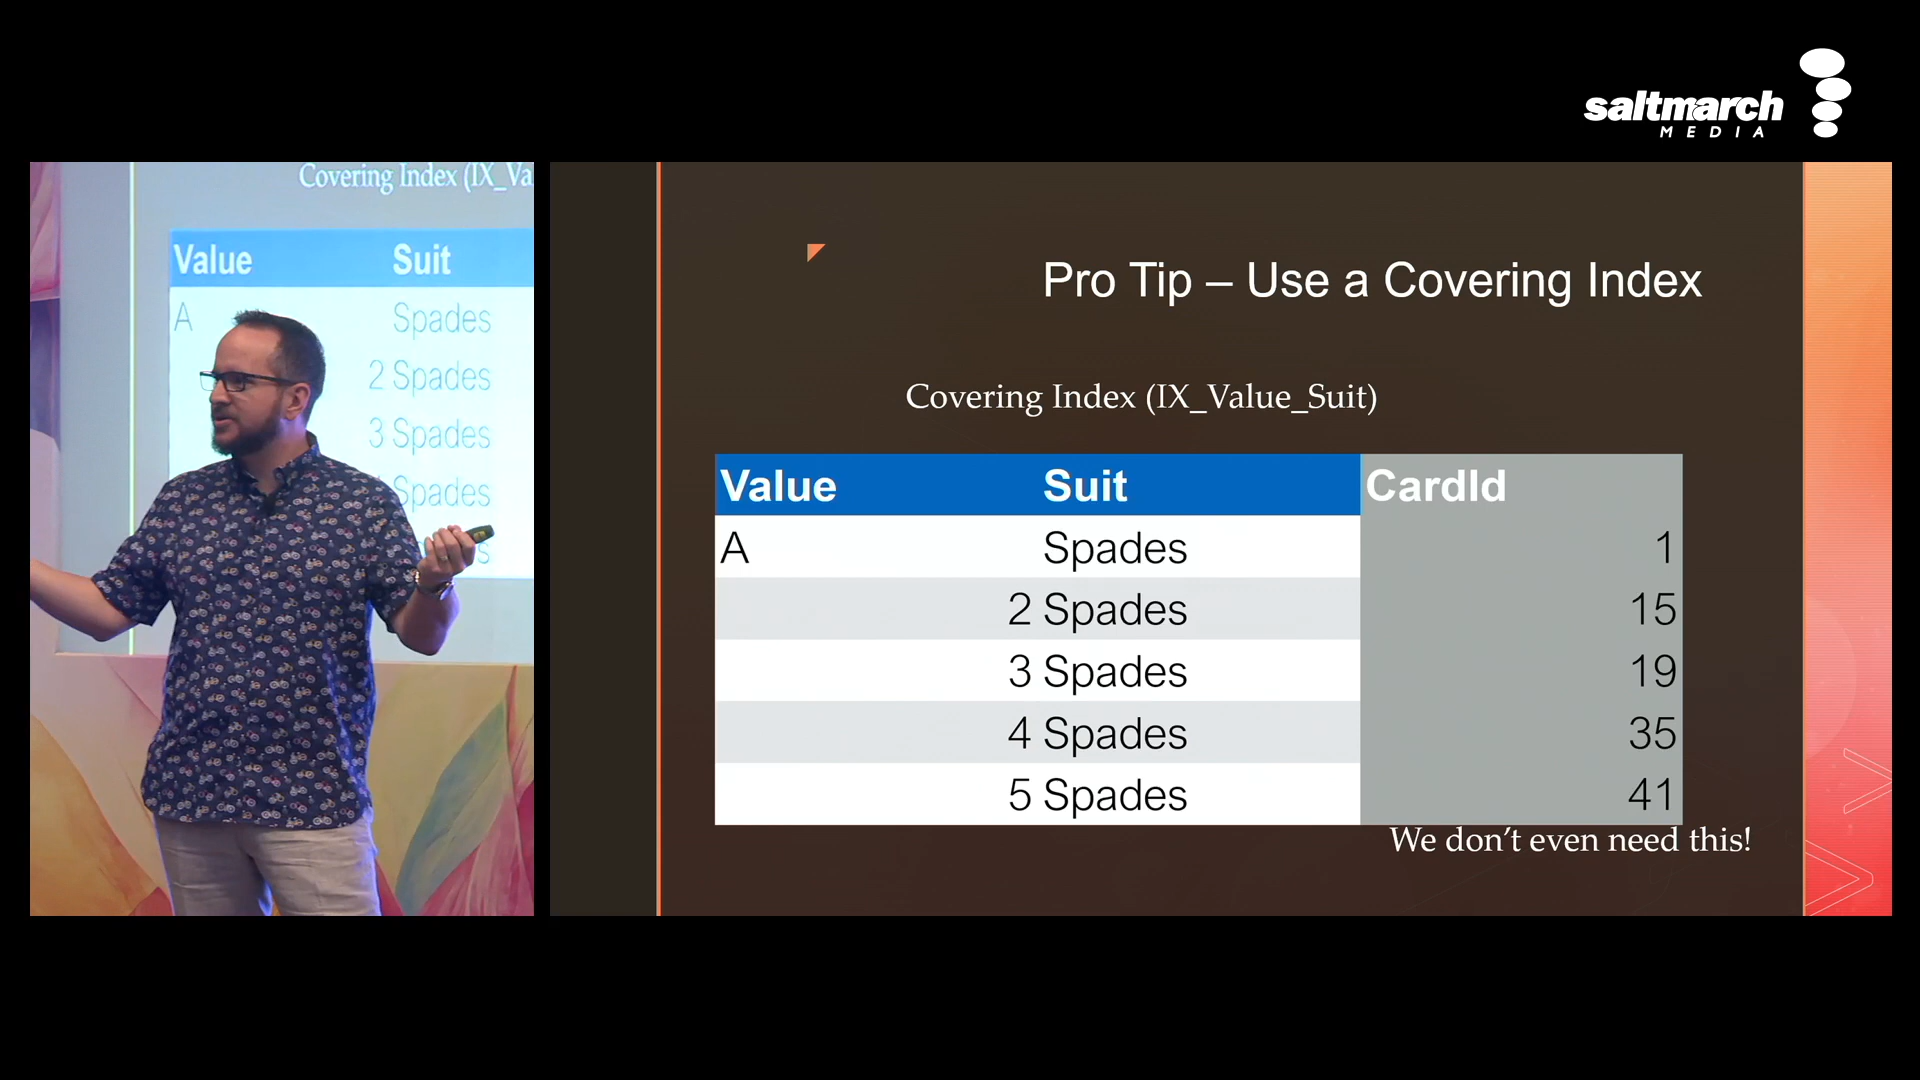 saltmarch
MEDIA
Covering Index (IX_Va
Value Suit
A Spades
2 Spades
3 Spades
Spades
s
Pro Tip – Use a Covering Index
Covering Index (IX_Value_Suit)
Value Suit CardId
A Spades 1
2 Spades 15
3 Spades 19
4 Spades 35
5 Spades 41
We don't even need this!